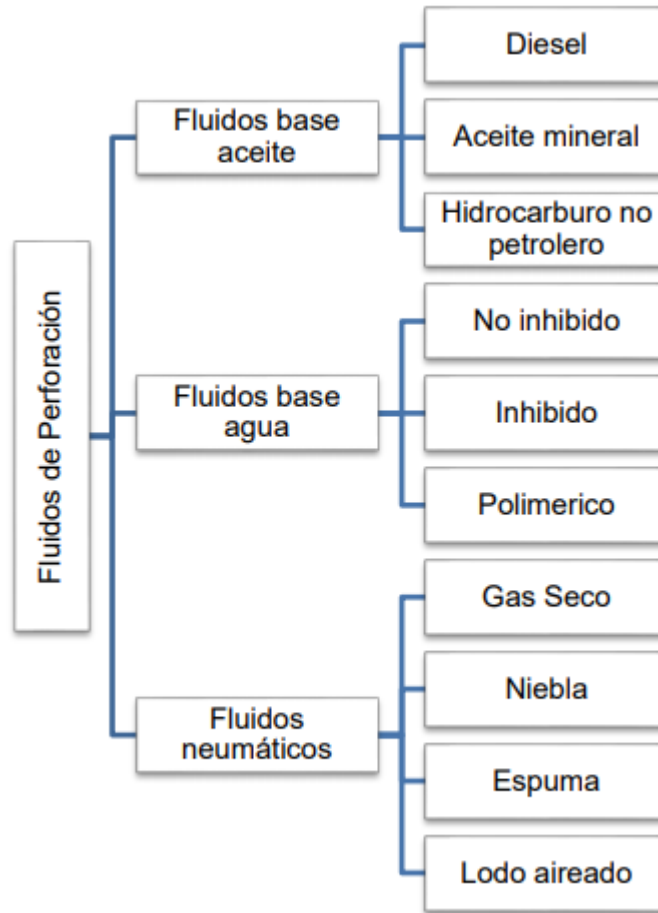 Fluidos de Perforación
Fluidos base
aceite
Diesel
Aceite mineral
Hidrocarburo no
petrolero
Fluidos base
agua
No inhibido
Inhibido
Polimerico
Fluidos
neumáticos
Gas Seco
Niebla
Espuma
Lodo aireado